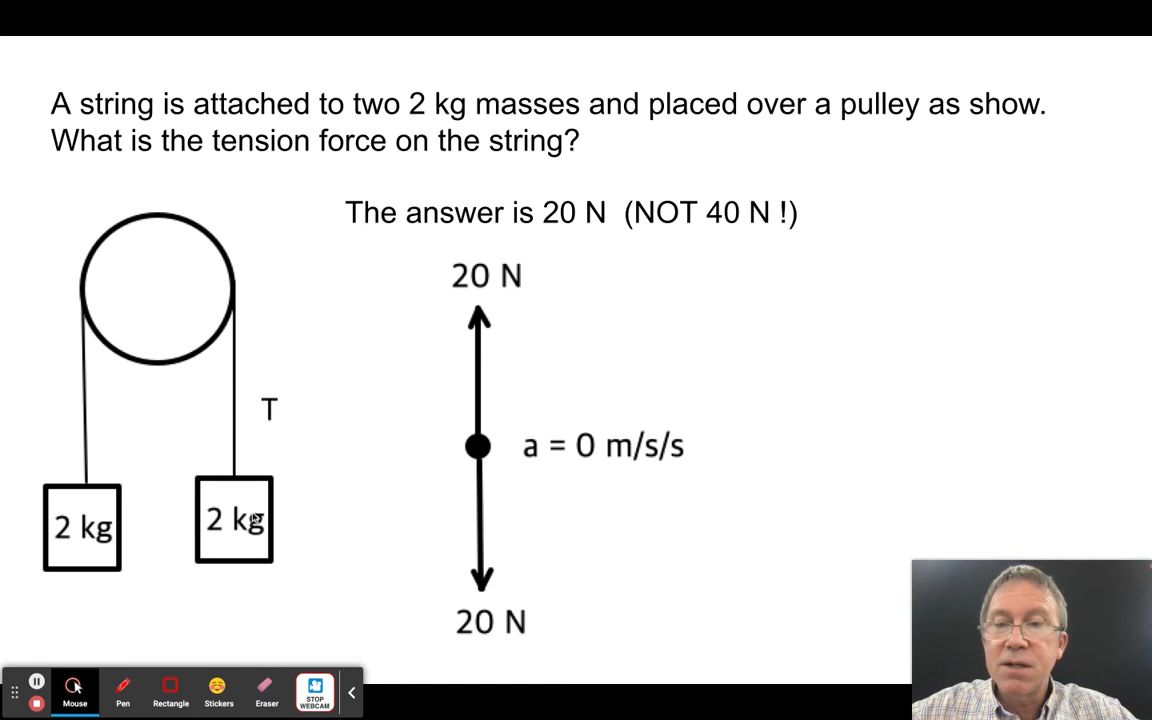 A string is attached to two 2 kg masses and placed over a pulley as show.
What is the tension force on the string?
The answer is 20 N (NOT 40 N !)
20 N
T
a = 0 m/s/s
2 kg
2 kg
20 N
Mouse
Pen
Rectangle
Stickers
Eraser
STOP
WEBCAM